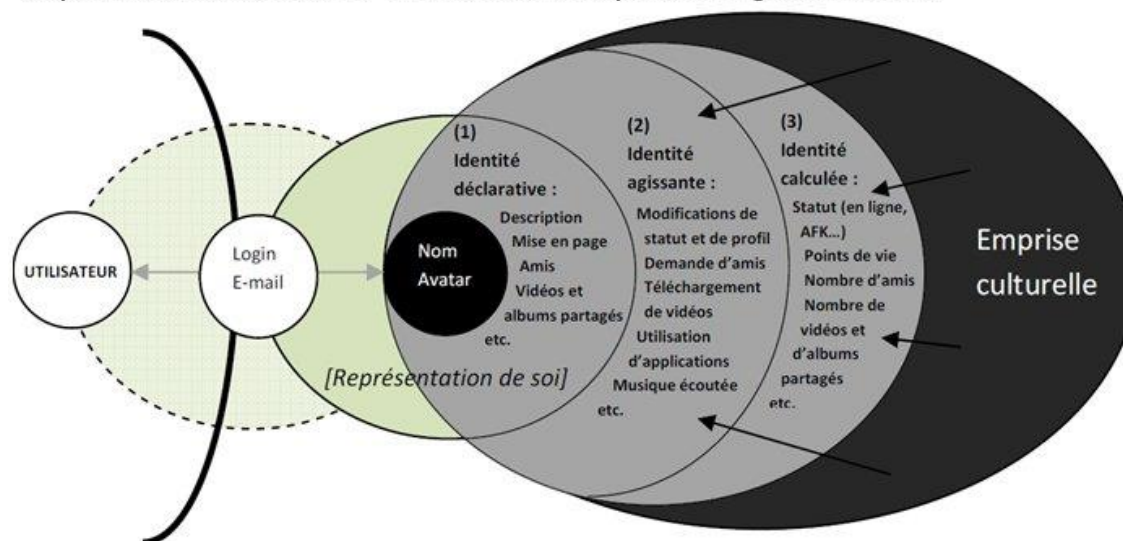 UTILISATEUR
Login
E-mail
Nom
Avatar
(1)
Identité
déclarative :
Description
Mise en page
Amis
Vidéos et
albums partagés
etc.
[Représentation de soi]
(2)
Identité
agissante :
Modifications de
statut et de profil
Demande d'amis
Téléchargement
de vidéos
Utilisation
d'applications
Musique écoutée
etc.
(3)
Identité
calculée :
Statut (en ligne,
AFK...)
Points de vie
Nombre d'amis
Nombre de
vidéos et
d'albums
partagés
etc.
Emprise
culturelle